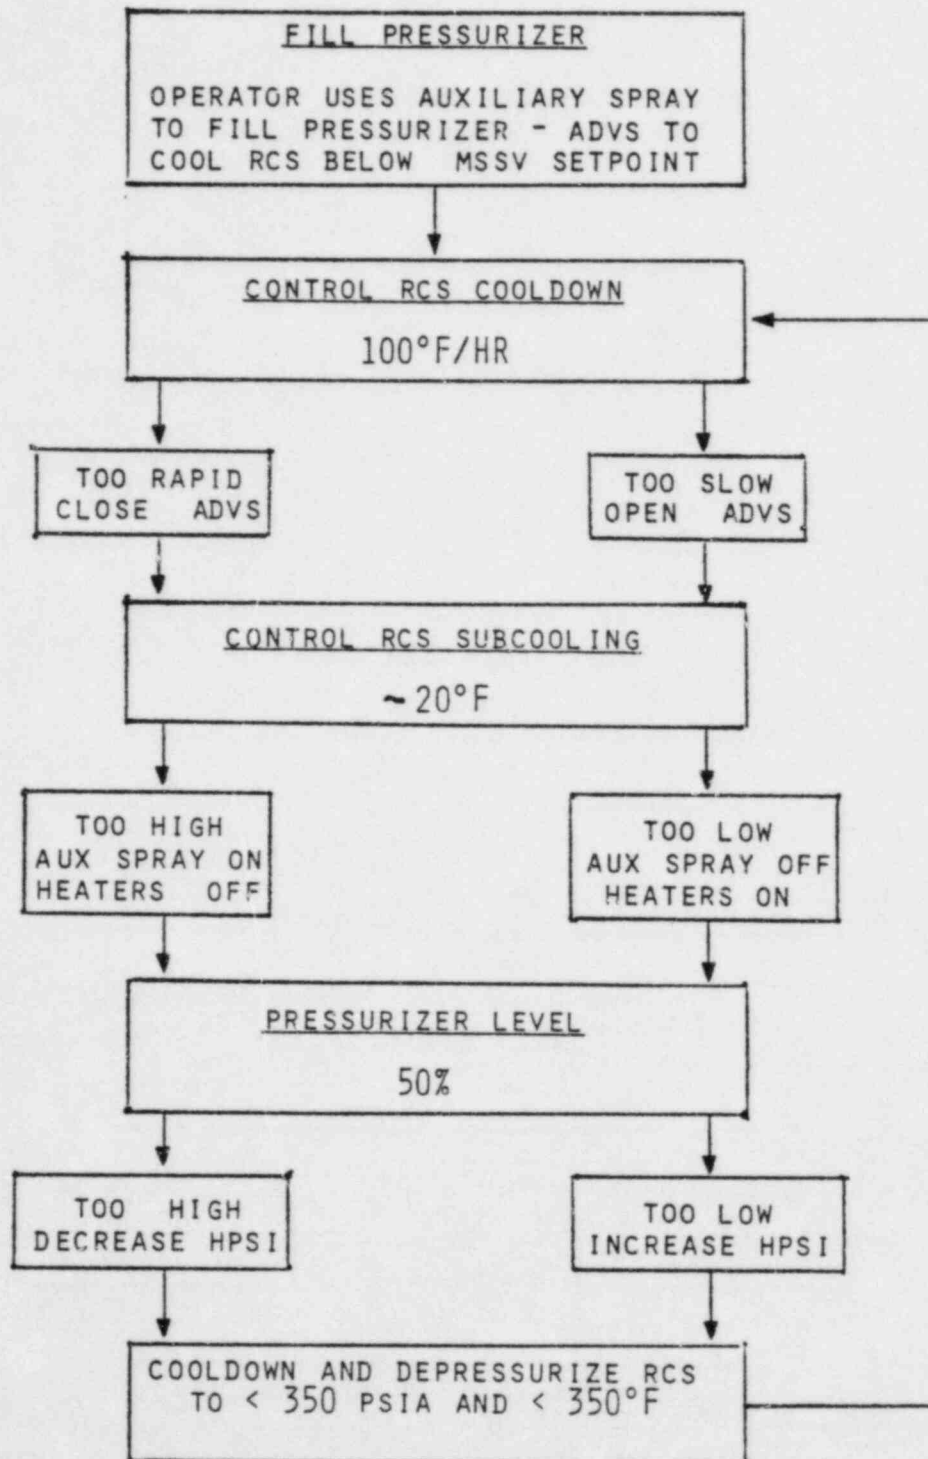 FILL PRESSURIZER
OPERATOR USES AUXILIARY SPRAY
TO FILL PRESSURIZER - ADVS TO
COOL RCS BELOW MSSV SETPOINT
CONTROL RCS COOLDOWN
100°F/HR
TOO RAPID
CLOSE ADVS
TOO SLOW
OPEN ADVS
CONTROL RCS SUBCOOLING
~20°F
TOO HIGH
AUX SPRAY ON
HEATERS OFF
TOO LOW
AUX SPRAY OFF
HEATERS ON
PRESSURIZER LEVEL
50%
TOO HIGH
DECREASE HPSI
TOO LOW
INCREASE HPSI
COOLDOWN AND DEPRESSURIZE RCS
TO < 350 PSIA AND < 350°F